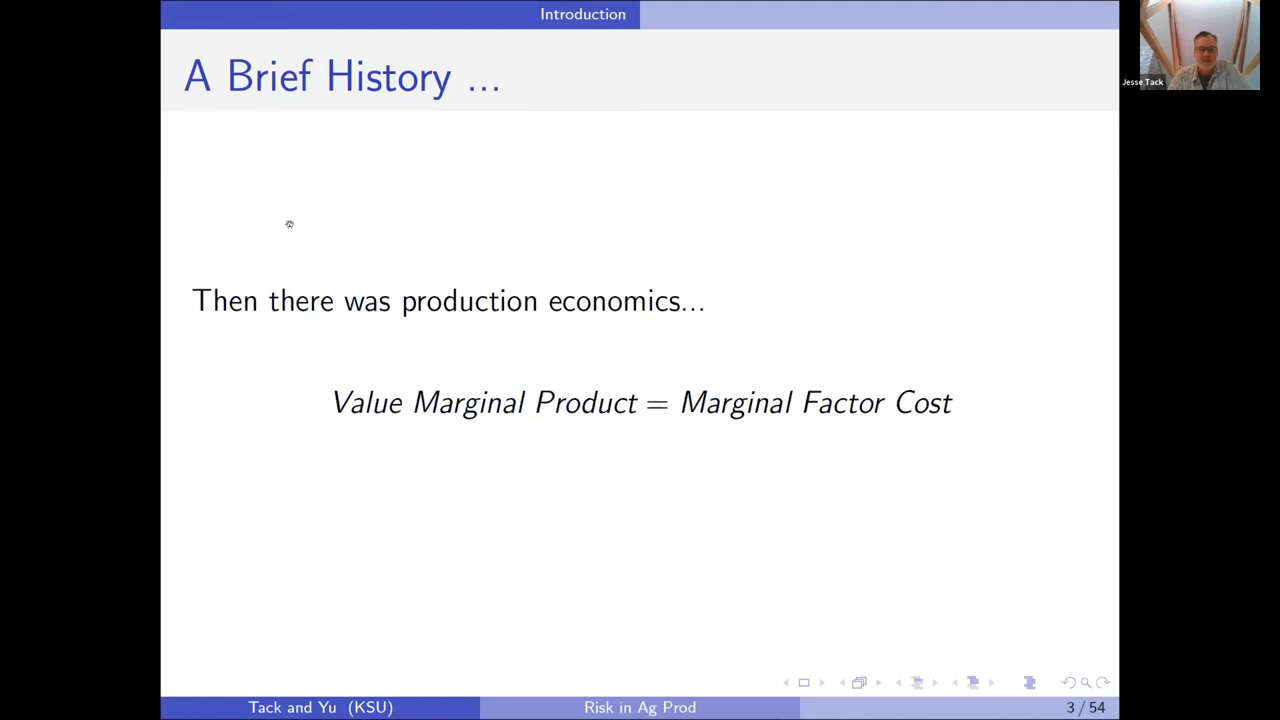 Introduction
A Brief History ...
Jesse Tack
Then there was production economics...
Value Marginal Product = Marginal Factor Cost
Tack and Yu (KSU)
Risk in Ag Prod
3 / 54